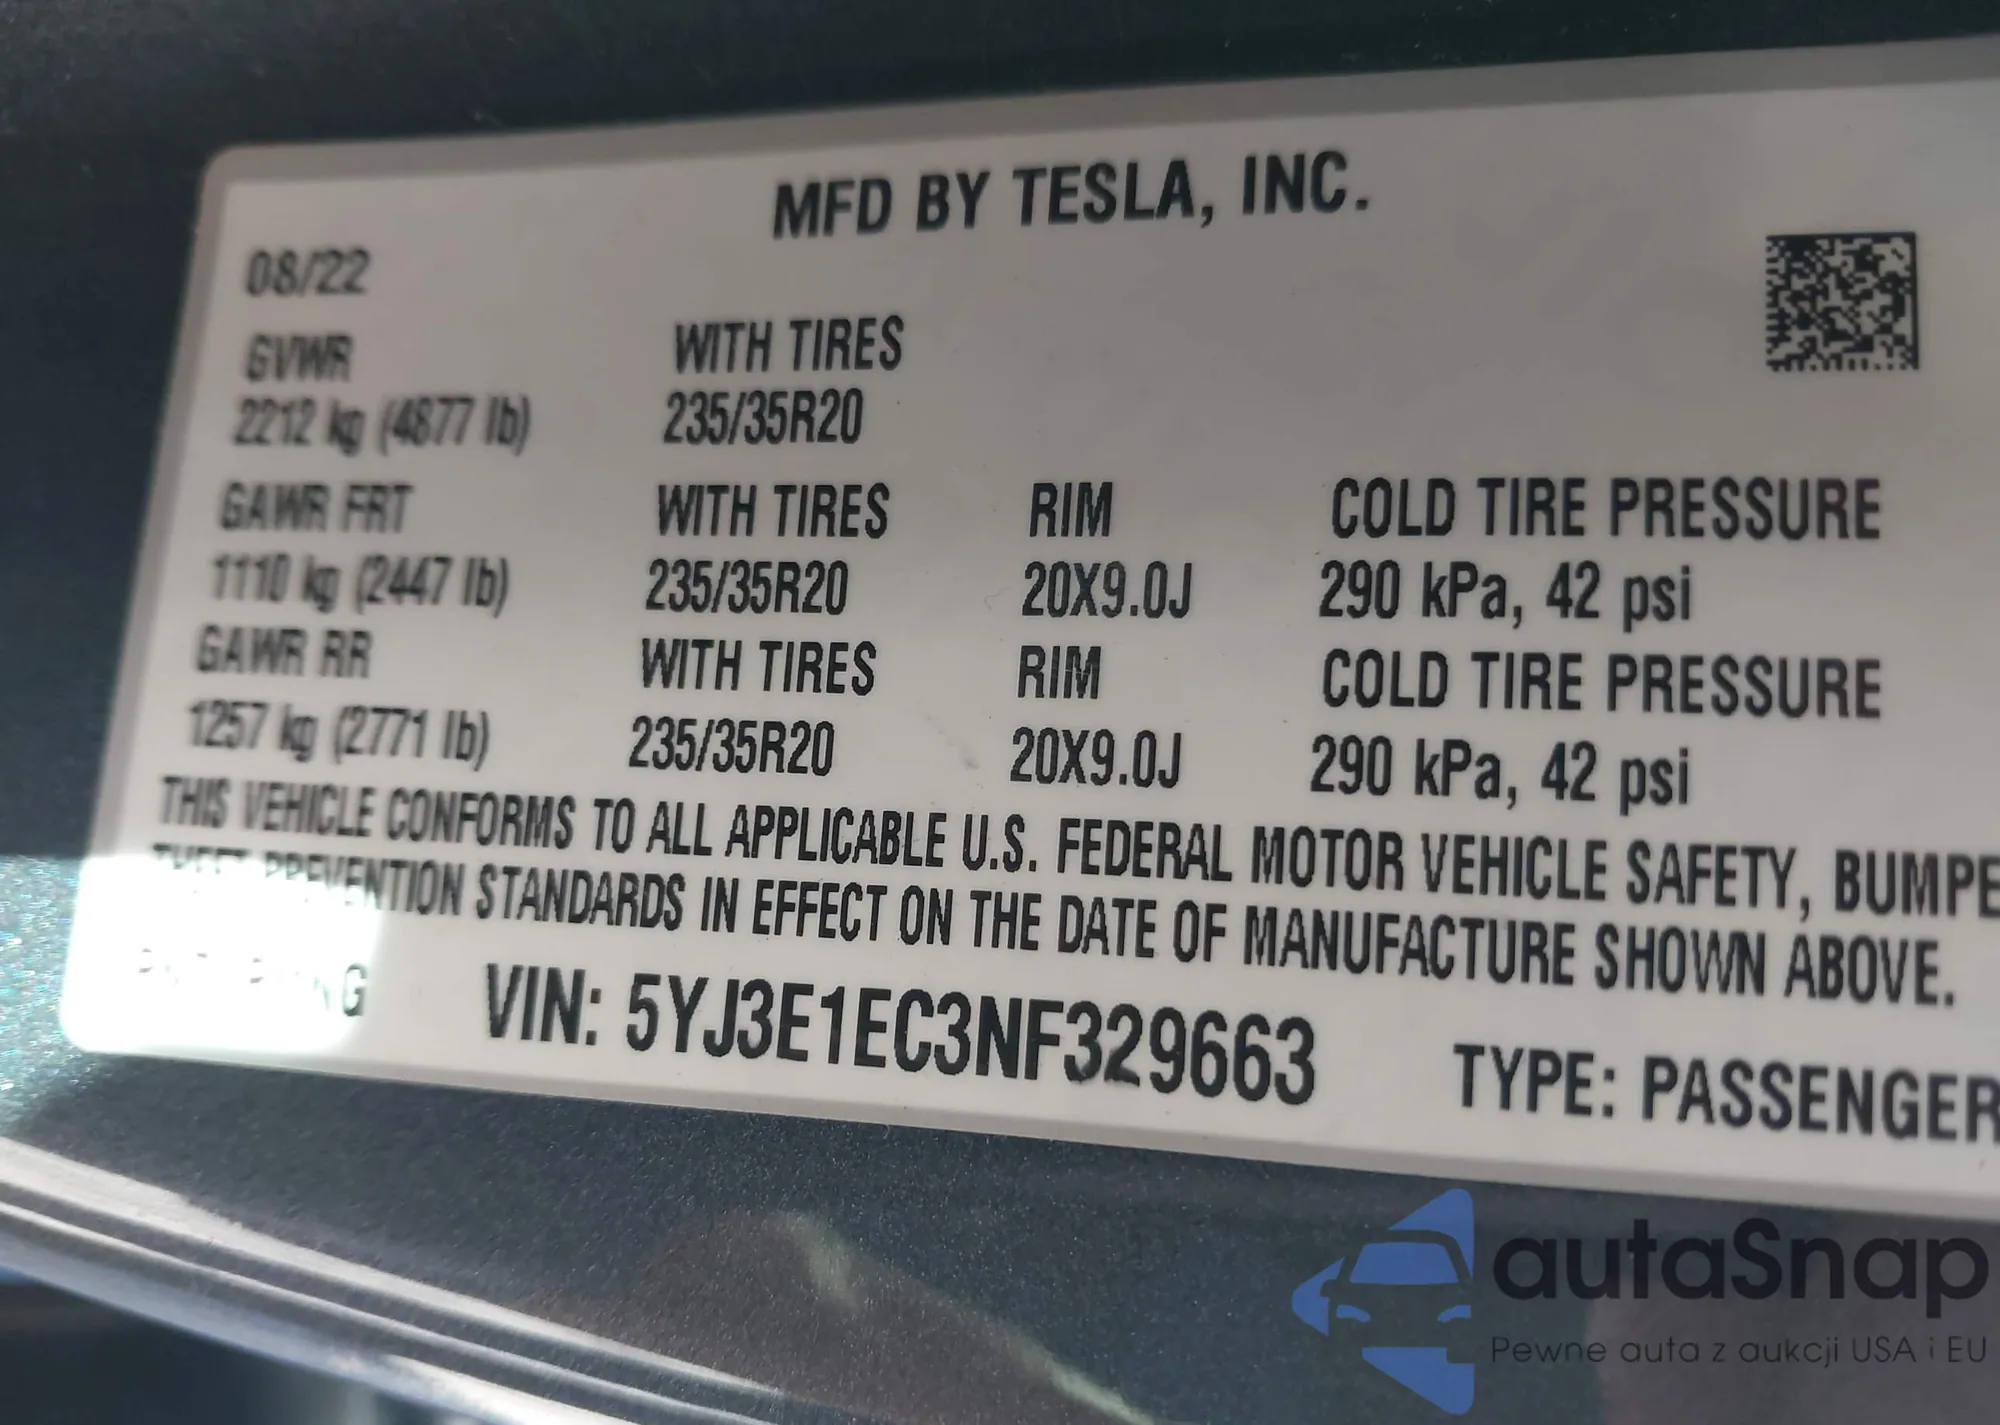 MFD BY TESLA, INC.
08/22
GVWR WITH TIRES
2212 kg (4877 lb) 235/35R20
GAWR FRT WITH TIRES RIM COLD TIRE PRESSURE
1110 kg (2447 lb) 235/35R20 20X9.0J 290 kPa, 42 psi
GAWR RR WITH TIRES RIM COLD TIRE PRESSURE
1257 kg (2771 lb) 235/35R20 20X9.0J 290 kPa, 42 psi
THIS VEHICLE CONFORMS TO ALL APPLICABLE U.S. FEDERAL MOTOR VEHICLE SAFETY, BUMPE
THEFT PREVENTION STANDARDS IN EFFECT ON THE DATE OF MANUFACTURE SHOWN ABOVE.
VIN: 5YJ3E1EC3NF329663 TYPE: PASSENGER
autaSnap
Pewne auta z aukcji USA i EU